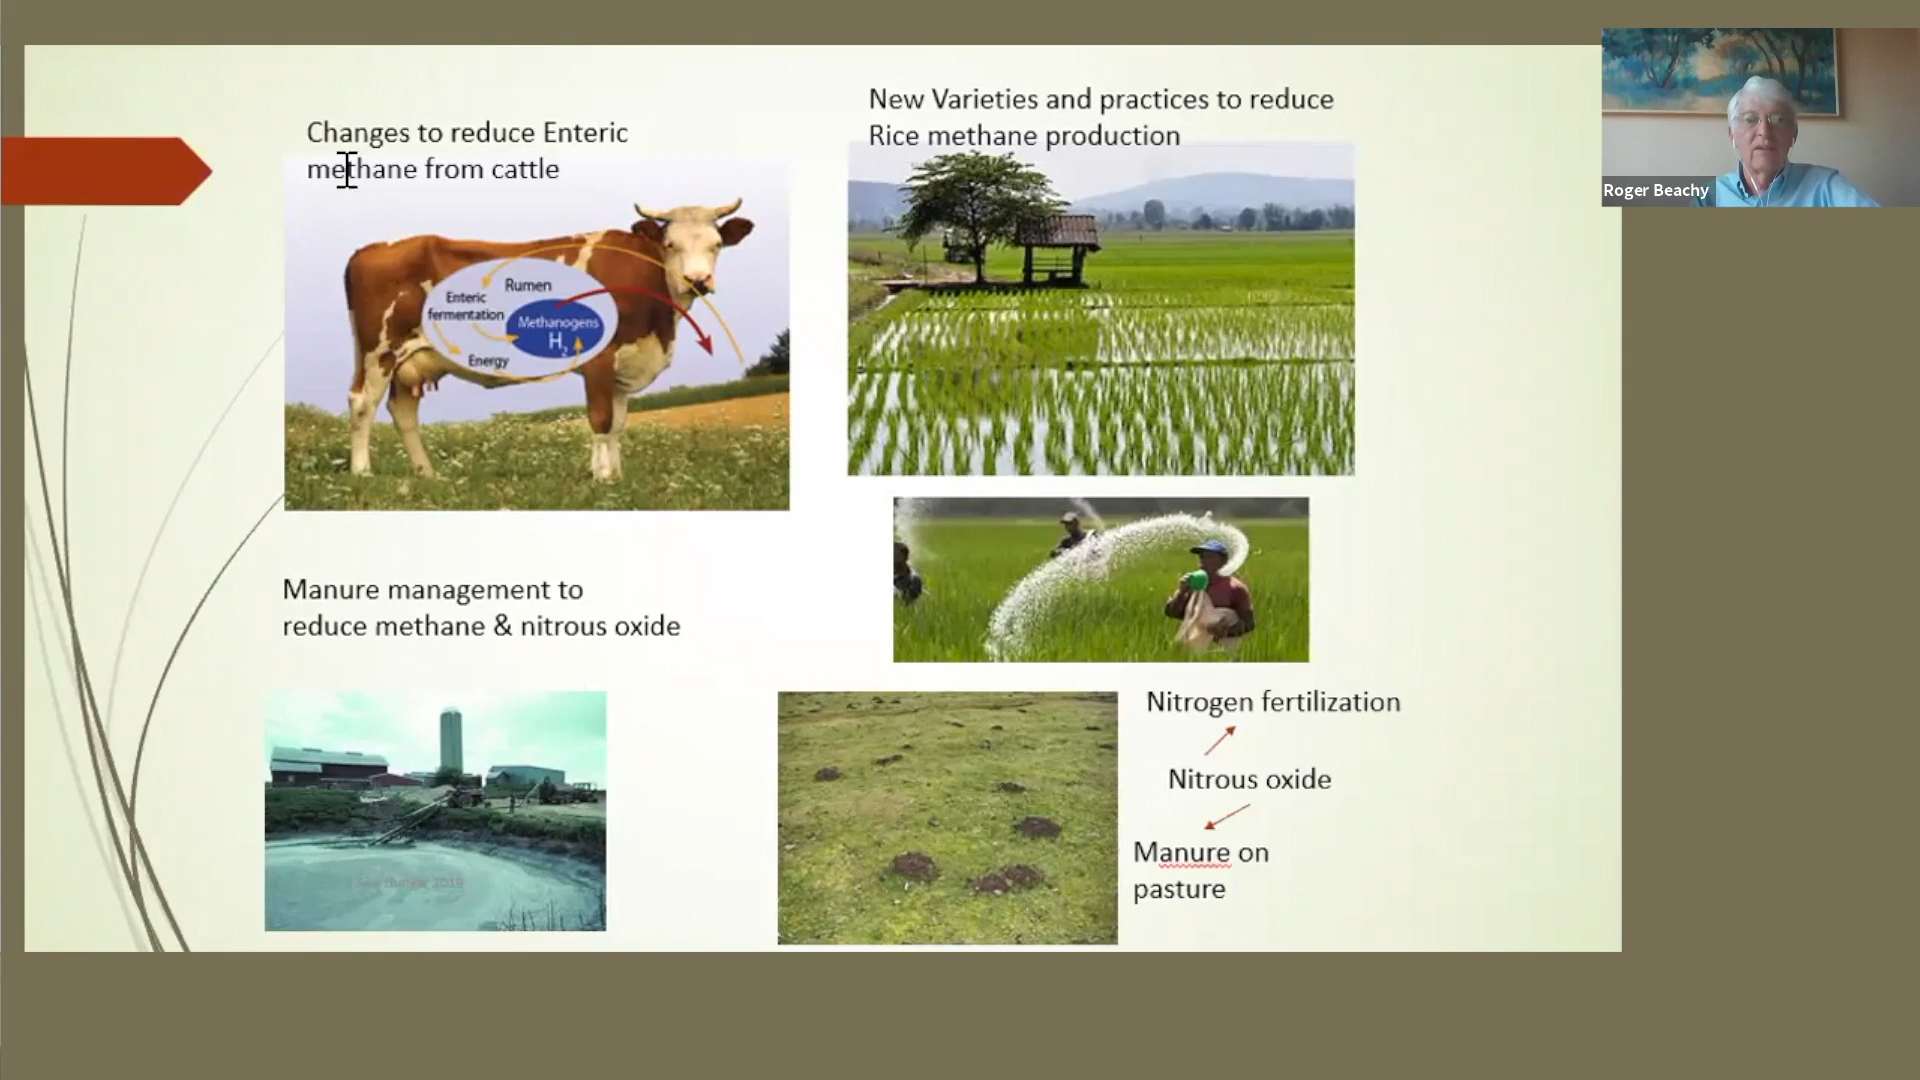 Changes to reduce Enteric
methane from cattle
Rumen
Enteric
fermentation
Methanogens
H2
Energy
New Varieties and practices to reduce
Rice methane production
Manure management to
reduce methane & nitrous oxide
Searchinger 2019
Nitrogen fertilization
Nitrous oxide
Manure on
pasture
Roger Beachy